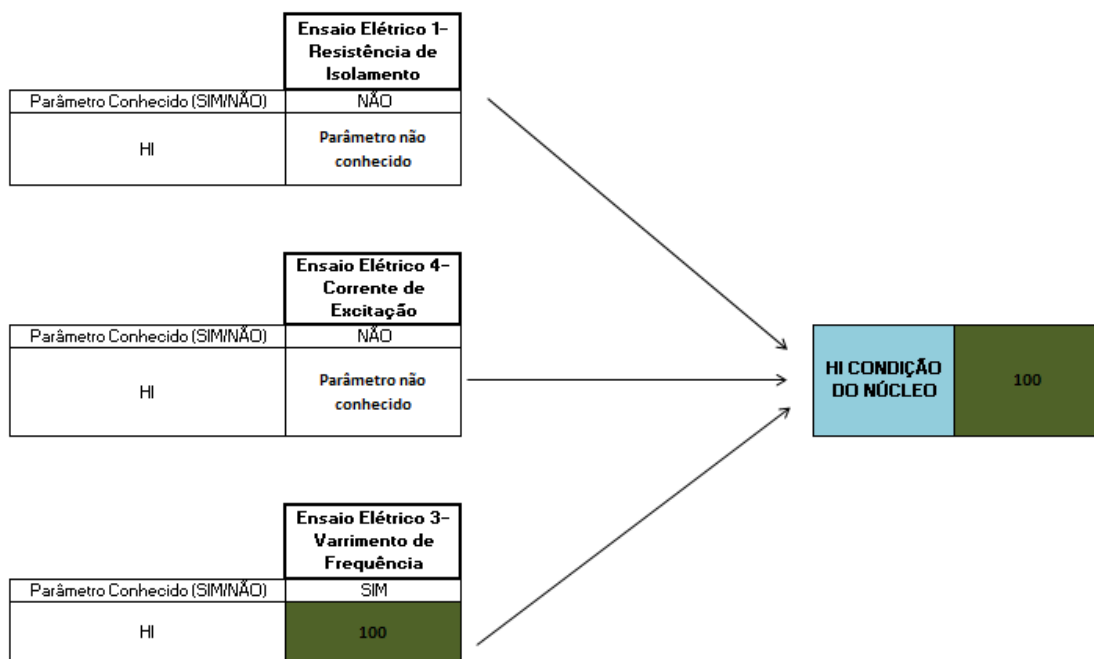 Ensaio Elétrico 1-
Resistência de
Isolamento
Parâmetro Conhecido (SIM/NÃO) NÃO
HI Parâmetro não
conhecido
Ensaio Elétrico 4-
Corrente de
Excitação
Parâmetro Conhecido (SIM/NÃO) NÃO
HI Parâmetro não
conhecido
HI CONDIÇÃO
DO NÚCLEO 100
Ensaio Elétrico 3-
Varrimento de
Frequência
Parâmetro Conhecido (SIM/NÃO) SIM
HI 100